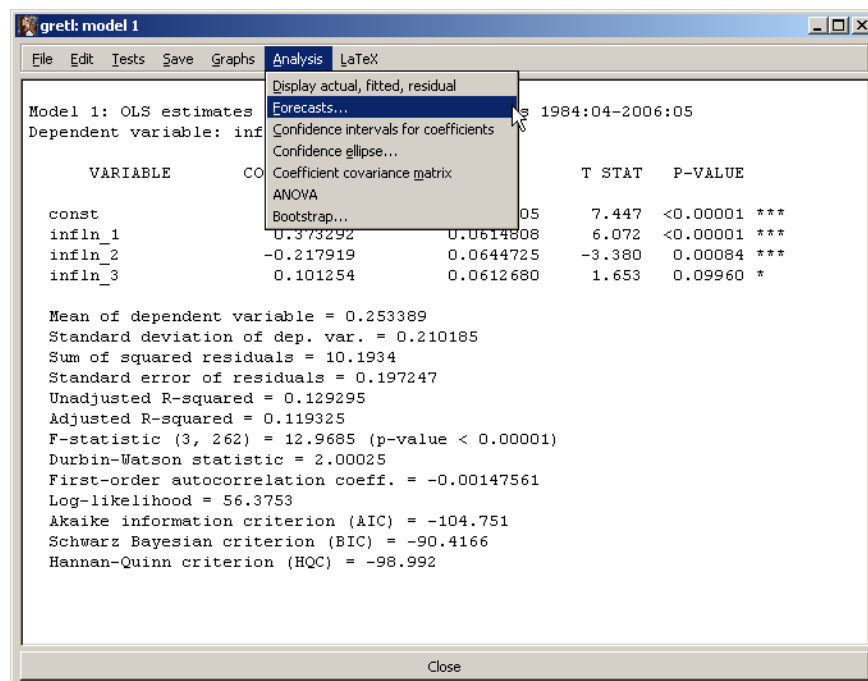 gretl: model 1
File Edit Tests Save Graphs Analysis LaTeX
Display actual, fitted, residual
Forecasts...
Confidence intervals for coefficients
Confidence ellipse...
Coefficient covariance matrix
ANOVA
Bootstrap...
Model 1: OLS estimates s 1984:04-2006:05
Dependent variable: inf
VARIABLE CO T STAT P-VALUE
const 05 7.447 <0.00001 ***
infln_1 0.373292 0.0614808 6.072 <0.00001 ***
infln_2 -0.217919 0.0644725 -3.380 0.00084 ***
infln_3 0.101254 0.0612680 1.653 0.09960 *
Mean of dependent variable = 0.253389
Standard deviation of dep. var. = 0.210185
Sum of squared residuals = 10.1934
Standard error of residuals = 0.197247
Unadjusted R-squared = 0.129295
Adjusted R-squared = 0.119325
F-statistic (3, 262) = 12.9685 (p-value < 0.00001)
Durbin-Watson statistic = 2.00025
First-order autocorrelation coeff. = -0.00147561
Log-likelihood = 56.3753
Akaike information criterion (AIC) = -104.751
Schwarz Bayesian criterion (BIC) = -90.4166
Hannan-Quinn criterion (HQC) = -98.992
Close